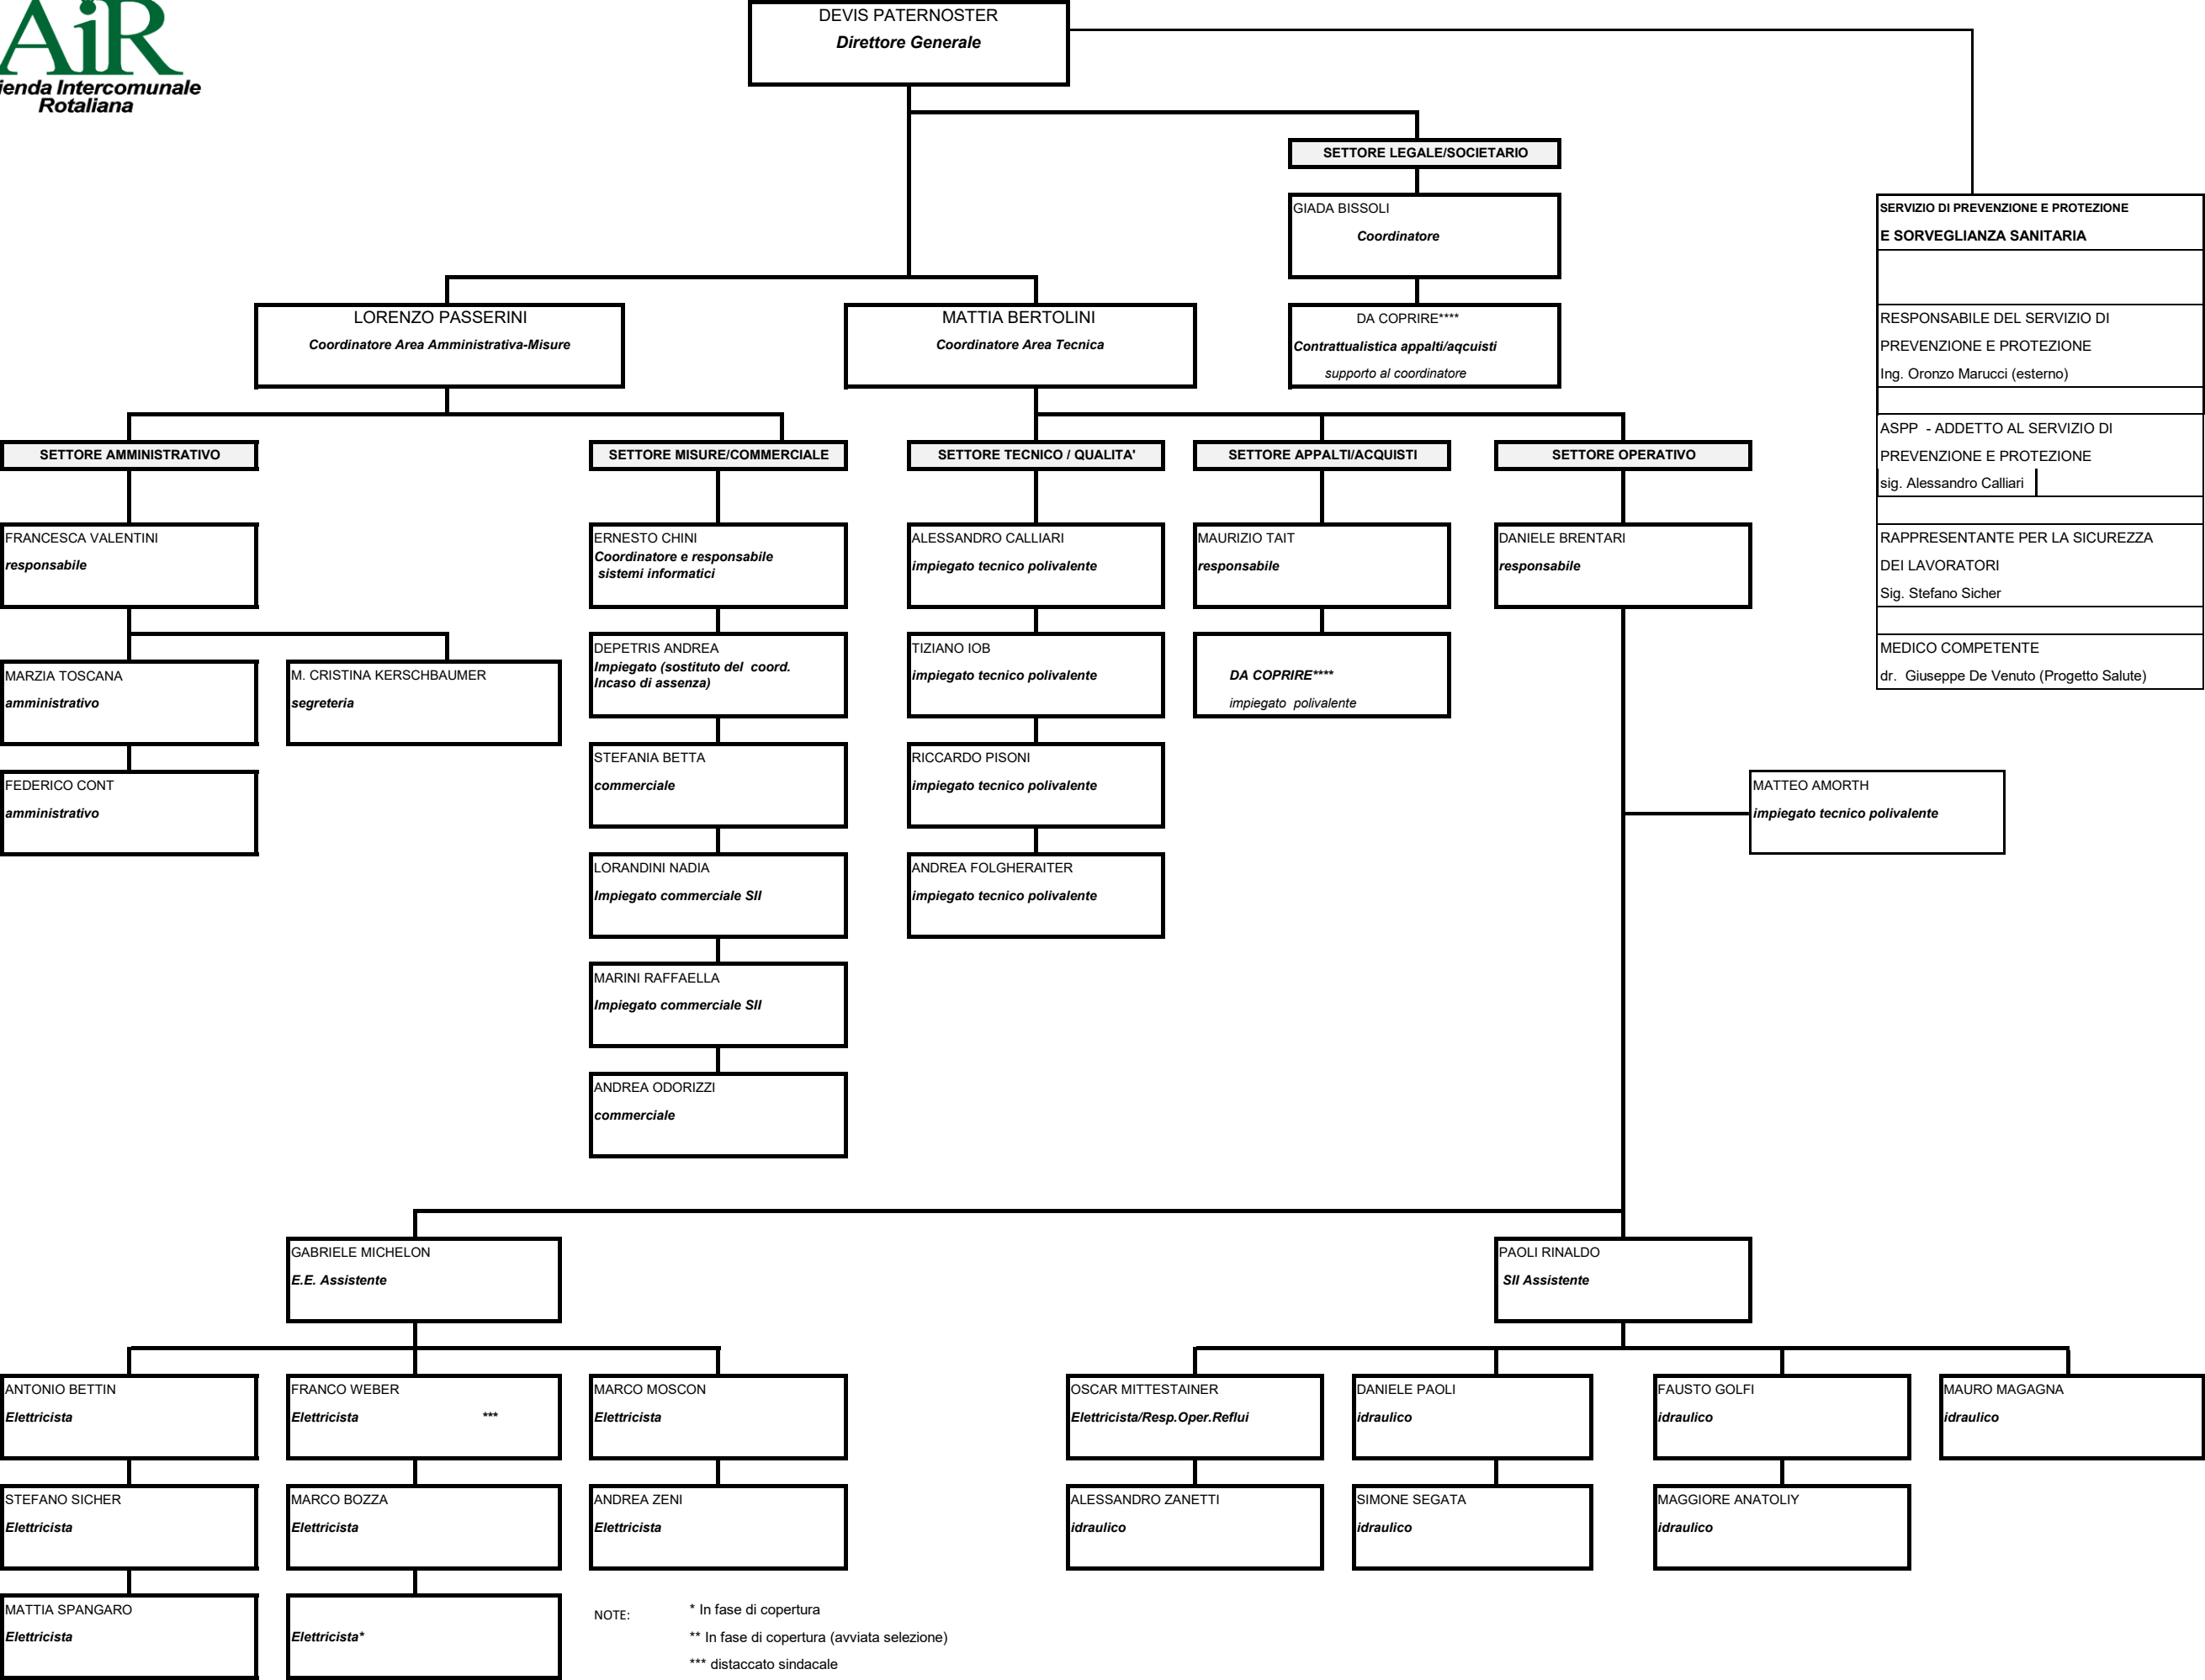 AiR
ienda Intercomunale
Rotaliana
DEVIS PATERNOSTER
Direttore Generale
SETTORE LEGALE/SOCIETARIO
GIADA BISSOLI
Coordinatore
SERVIZIO DI PREVENZIONE E PROTEZIONE
E SORVEGLIANZA SANITARIA
LORENZO PASSERINI
Coordinatore Area Amministrativa-Misure
MATTIA BERTOLINI
Coordinatore Area Tecnica
DA COPRIRE****
Contrattualistica appalti/aqcuisti
supporto al coordinatore
RESPONSABILE DEL SERVIZIO DI
PREVENZIONE E PROTEZIONE
Ing. Oronzo Marucci (esterno)
ASPP - ADDETTO AL SERVIZIO DI
PREVENZIONE E PROTEZIONE
sig. Alessandro Calliari
RAPPRESENTANTE PER LA SICUREZZA
DEI LAVORATORI
Sig. Stefano Sicher
MEDICO COMPETENTE
dr. Giuseppe De Venuto (Progetto Salute)
SETTORE AMMINISTRATIVO
SETTORE MISURE/COMMERCIALE
SETTORE TECNICO / QUALITA'
SETTORE APPALTI/ACQUISTI
SETTORE OPERATIVO
FRANCESCA VALENTINI
responsabile
ERNESTO CHINI
Coordinatore e responsabile
sistemi informatici
ALESSANDRO CALLIARI
impiegato tecnico polivalente
MAURIZIO TAIT
responsabile
DANIELE BRENTARI
responsabile
MARZIA TOSCANA
amministrativo
M. CRISTINA KERSCHBAUMER
segreteria
DEPETRIS ANDREA
Impiegato (sostituto del coord.
Incaso di assenza)
TIZIANO IOB
impiegato tecnico polivalente
DA COPRIRE****
impiegato polivalente
FEDERICO CONT
amministrativo
STEFANIA BETTA
commerciale
RICCARDO PISONI
impiegato tecnico polivalente
MATTEO AMORTH
impiegato tecnico polivalente
LORANDINI NADIA
Impiegato commerciale SII
ANDREA FOLGHERAITER
impiegato tecnico polivalente
MARINI RAFFAELLA
Impiegato commerciale SII
ANDREA ODORIZZI
commerciale
GABRIELE MICHELON
E.E. Assistente
PAOLI RINALDO
SII Assistente
ANTONIO BETTIN
Elettricista
FRANCO WEBER
Elettricista ***
MARCO MOSCON
Elettricista
OSCAR MITTESTAINER
Elettricista/Resp.Oper.Reflui
DANIELE PAOLI
idraulico
FAUSTO GOLFI
idraulico
MAURO MAGAGNA
idraulico
STEFANO SICHER
Elettricista
MARCO BOZZA
Elettricista
ANDREA ZENI
Elettricista
ALESSANDRO ZANETTI
idraulico
SIMONE SEGATA
idraulico
MAGGIORE ANATOLIY
idraulico
MATTIA SPANGARO
Elettricista
Elettricista*
NOTE: * In fase di copertura
** In fase di copertura (avviata selezione)
*** distaccato sindacale